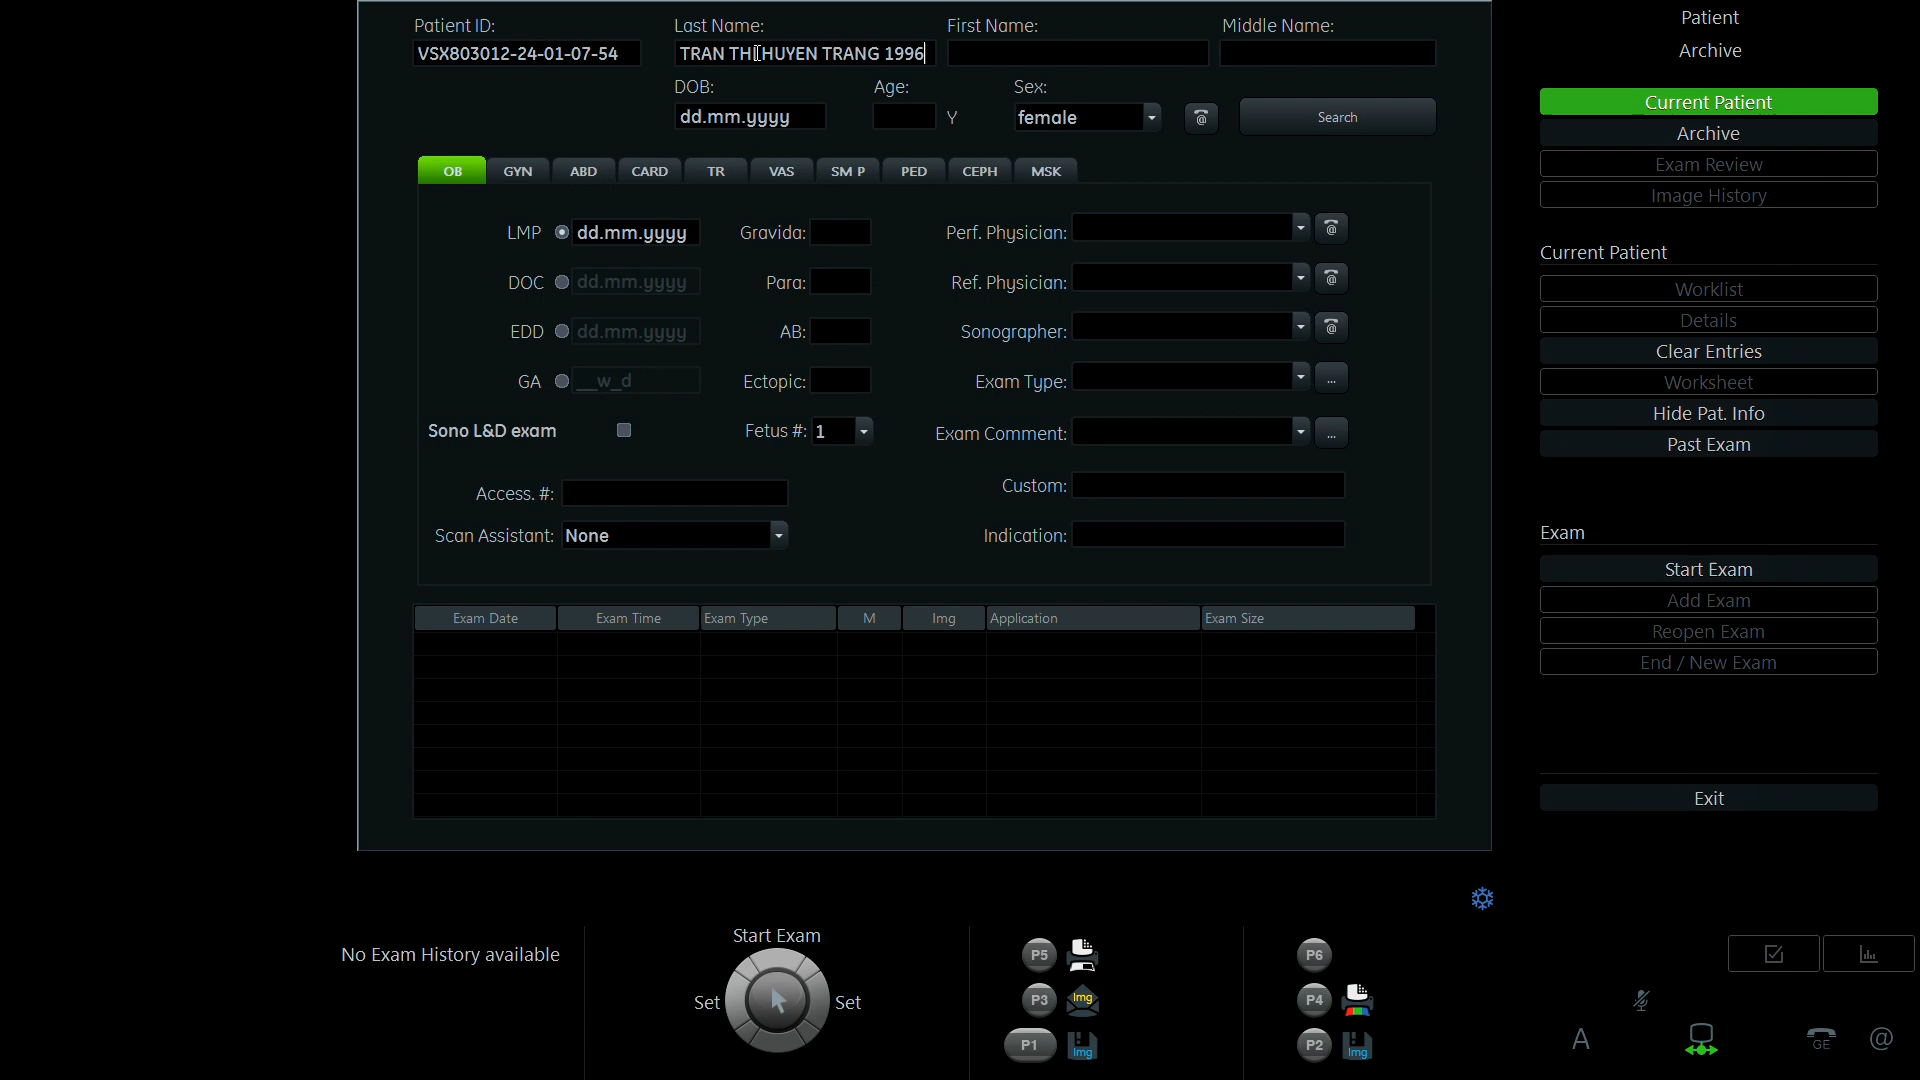 Patient ID: Last Name: First Name: Middle Name:
VSX803012-24-01-07-54 TRAN THI HUYEN TRANG 1996
DOB: Age: Sex:
dd.mm.yyyy Y female @ Search
OB GYN ABD CARD TR VAS SM P PED CEPH MSK
LMP dd.mm.yyyy Gravida: Perf. Physician: @
DOC dd.mm.yyyy Para: Ref. Physician: @
EDD dd.mm.yyyy AB: Sonographer: @
GA __w_d Ectopic: Exam Type: ...
Sono L&D exam Fetus #: 1 Exam Comment: ...
Access. #: Custom:
Scan Assistant: None Indication:
Exam Date Exam Time Exam Type M Img Application Exam Size
Patient
Archive
Current Patient
Archive
Exam Review
Image History
Current Patient
Worklist
Details
Clear Entries
Worksheet
Hide Pat. Info
Past Exam
Exam
Start Exam
Add Exam
Reopen Exam
End / New Exam
Exit
No Exam History available
Start Exam
Set Set
P5
P3 Img
P1 Img
P6
P4
P2 Img
A GE @